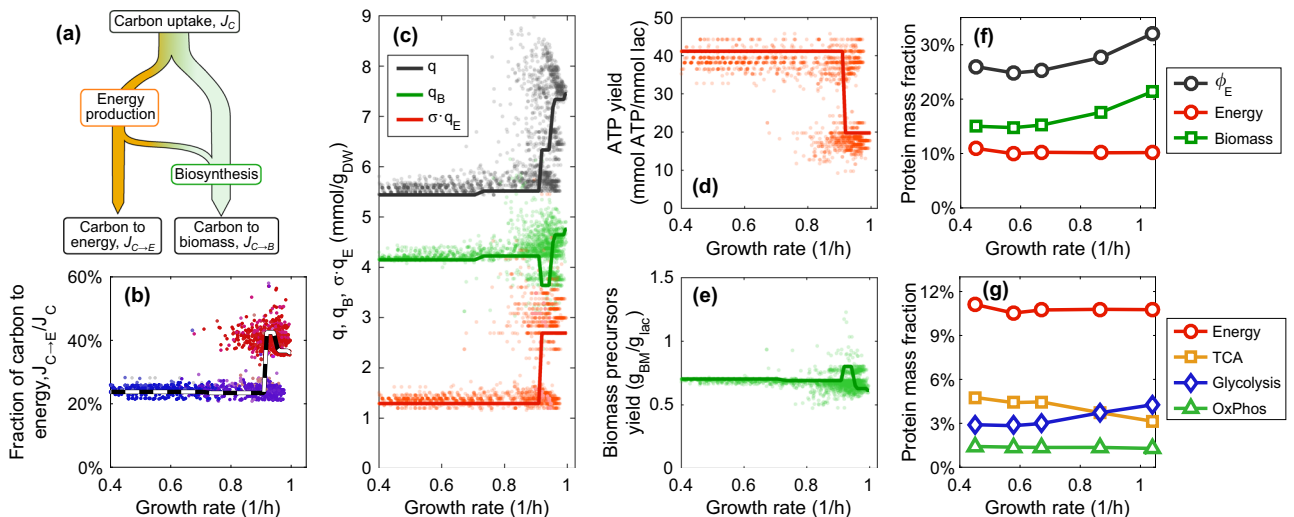 (a)
Carbon uptake, J_C
Energy
production
Biosynthesis
Carbon to
energy, J_C→E
Carbon to
biomass, J_C→B
(b)
Fraction of carbon to
energy, J_C→E/J_C
60%
40%
20%
0%
0.4
0.6
0.8
1
Growth rate (1/h)
(c)
q, q_B, σ·q_E (mmol/g_DW)
9
8
7
6
5
4
3
2
1
0
q
q_B
σ·q_E
0.4
0.6
0.8
1
Growth rate (1/h)
(d)
ATP yield
(mmol ATP/mmol lac)
60
50
40
30
20
10
0
0.4
0.6
0.8
1
Growth rate (1/h)
(e)
Biomass precursors
yield (g_BM/g_lac)
1.5
1
0.5
0
0.4
0.6
0.8
1
Growth rate (1/h)
(f)
Protein mass fraction
30%
20%
10%
0%
0.4
0.6
0.8
1
Growth rate (1/h)
ϕ_E
Energy
Biomass
(g)
Protein mass fraction
12%
9%
6%
3%
0%
0.4
0.6
0.8
1
Growth rate (1/h)
Energy
TCA
Glycolysis
OxPhos